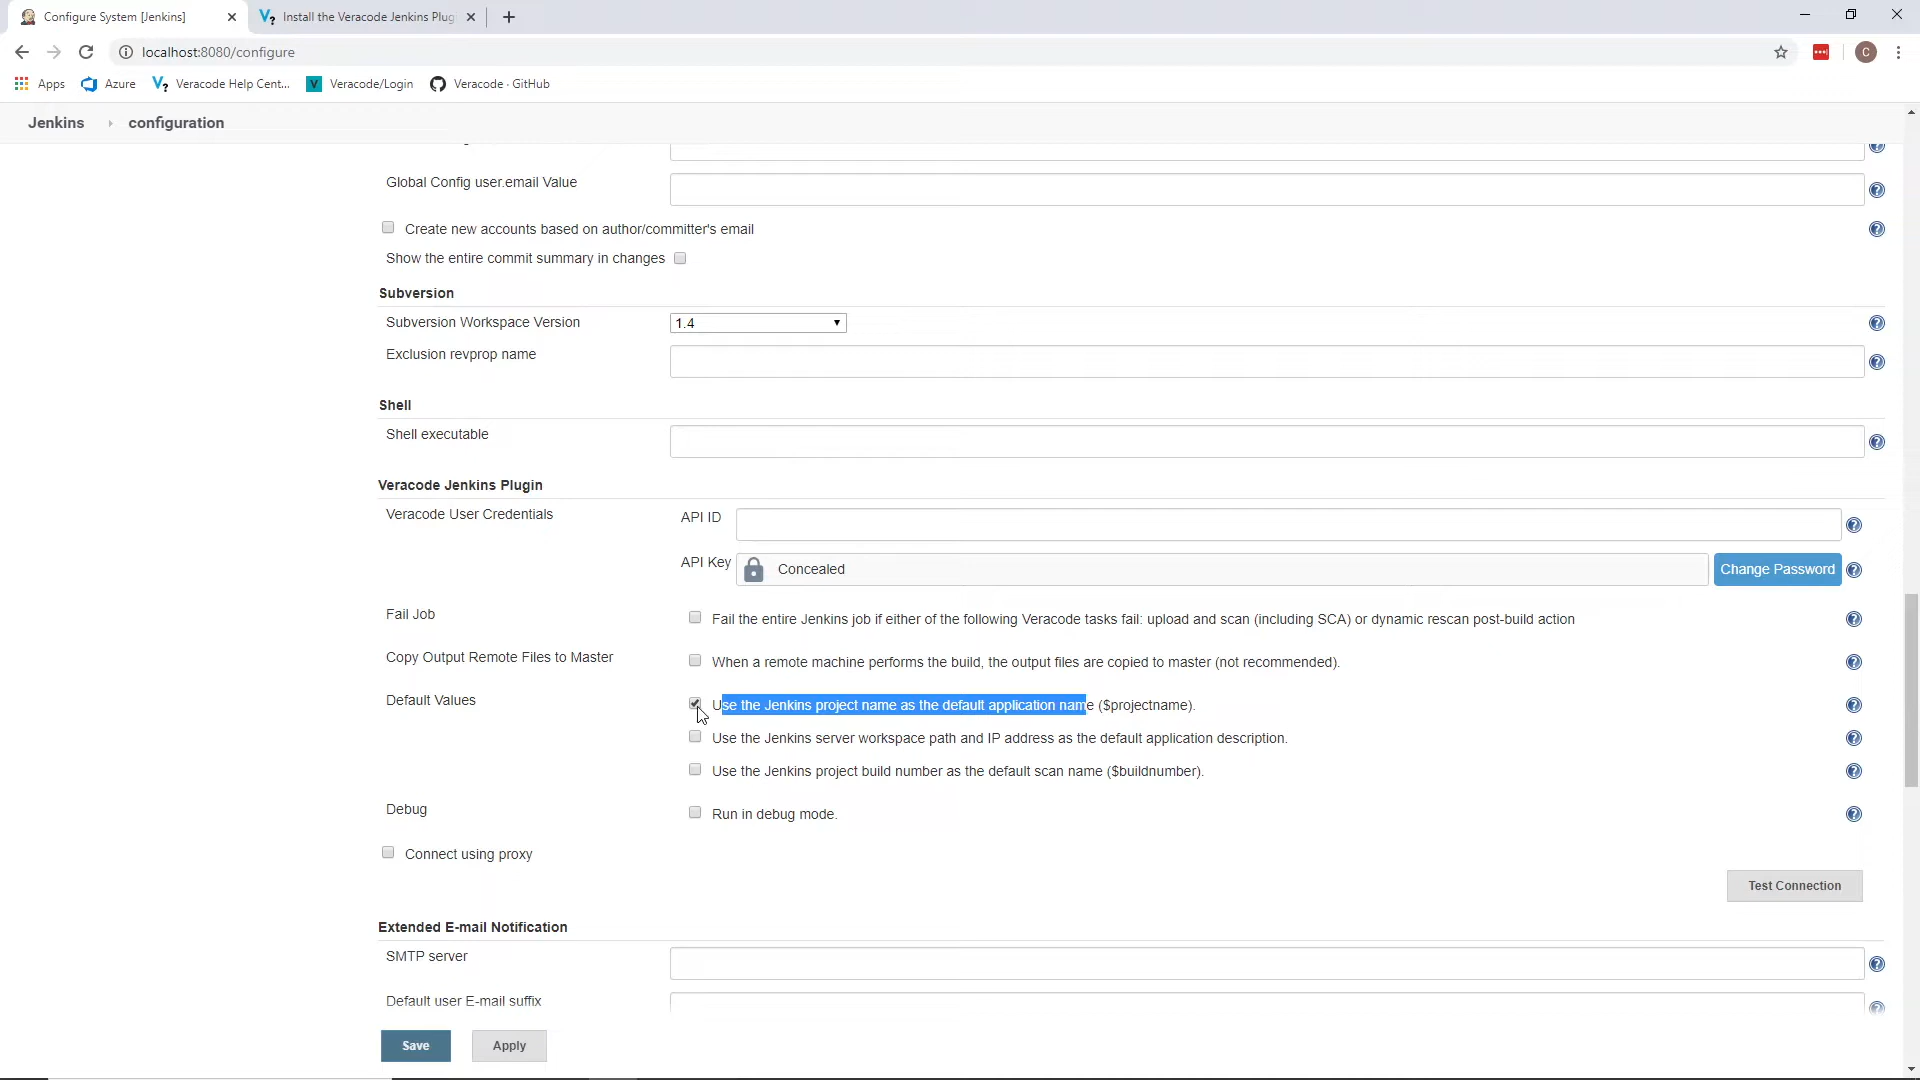 Configure System [Jenkins]
Install the Veracode Jenkins Plug
localhost:8080/configure
C
Apps
Azure
Veracode Help Cent...
Veracode/Login
Veracode · GitHub
Jenkins
configuration
Global Config user.email Value
Create new accounts based on author/committer's email
Show the entire commit summary in changes
Subversion
Subversion Workspace Version
1.4
Exclusion revprop name
Shell
Shell executable
Veracode Jenkins Plugin
Veracode User Credentials
API ID
API Key
Concealed
Change Password
Fail Job
Fail the entire Jenkins job if either of the following Veracode tasks fail: upload and scan (including SCA) or dynamic rescan post-build action
Copy Output Remote Files to Master
When a remote machine performs the build, the output files are copied to master (not recommended).
Default Values
Use the Jenkins project name as the default application name ($projectname).
Use the Jenkins server workspace path and IP address as the default application description.
Use the Jenkins project build number as the default scan name ($buildnumber).
Debug
Run in debug mode.
Connect using proxy
Test Connection
Extended E-mail Notification
SMTP server
Default user E-mail suffix
Save
Apply